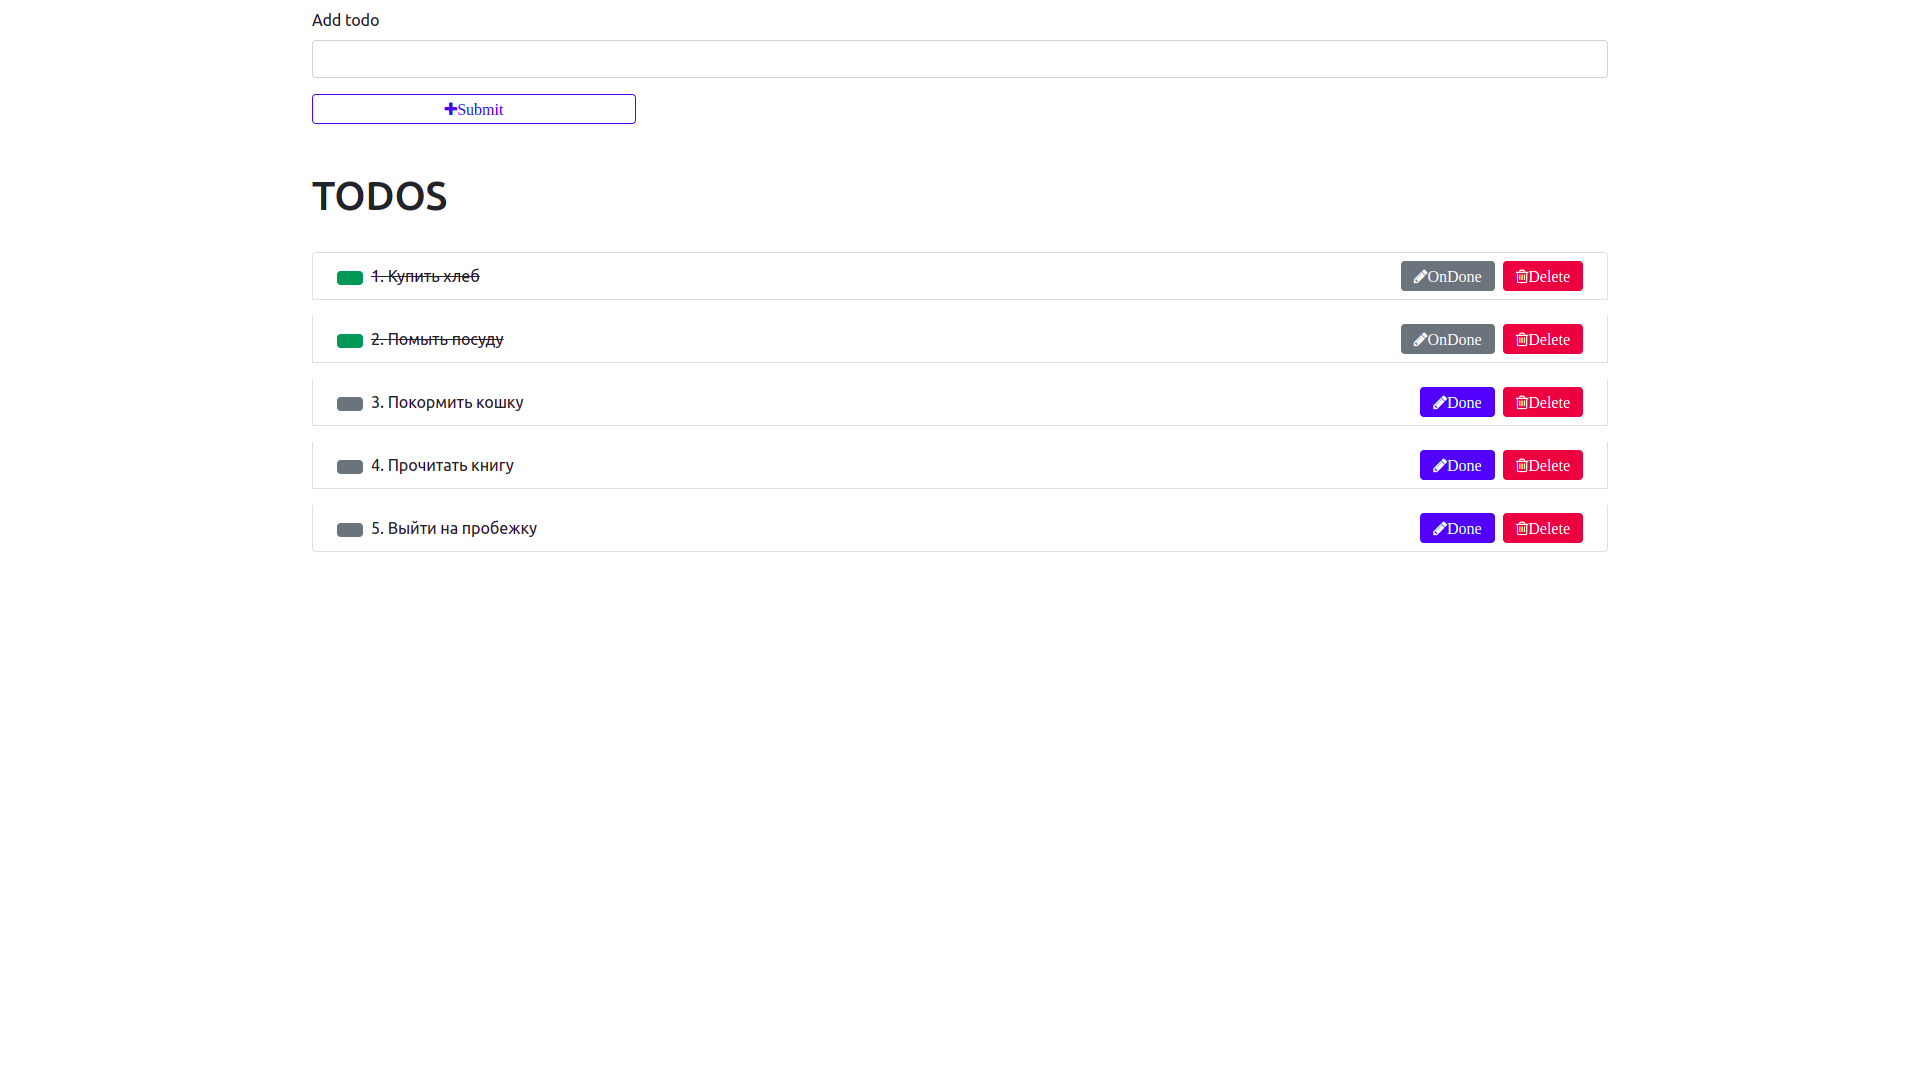 Add todo
Submit
TODOS
1. Купить хлеб OnDone Delete
2. Помыть посуду OnDone Delete
3. Покормить кошку Done Delete
4. Прочитать книгу Done Delete
5. Выйти на пробежку Done Delete